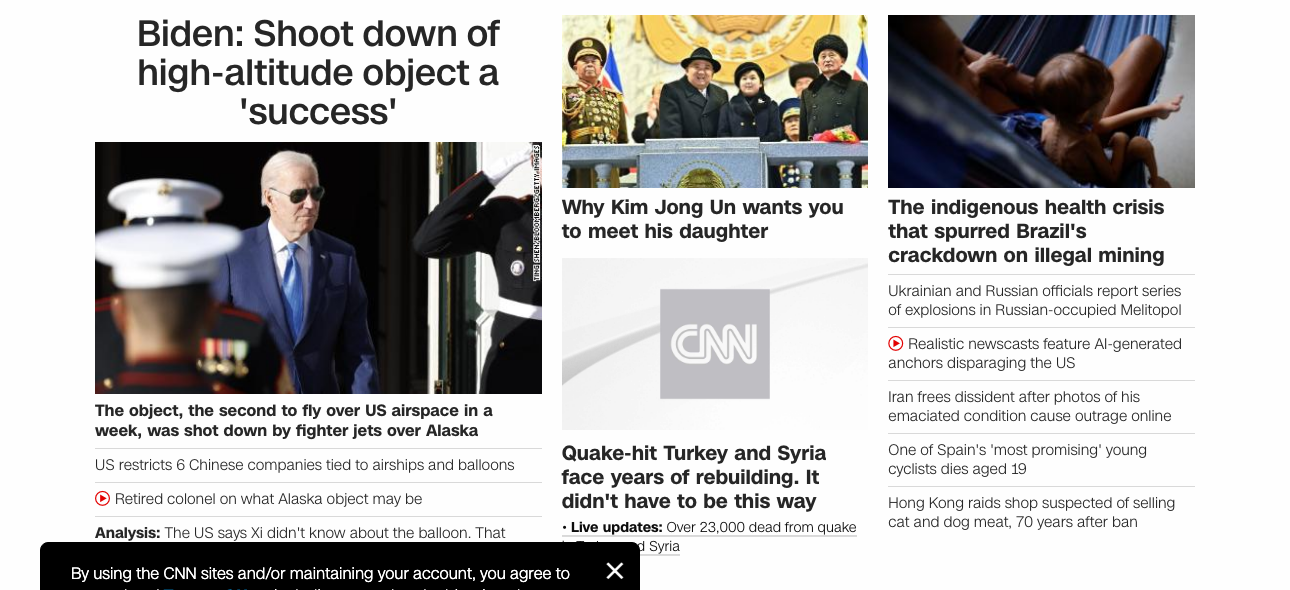 Biden: Shoot down of
high-altitude object a
'success'
TING SHEN/BLOOMBERG/GETTY IMAGES
The object, the second to fly over US airspace in a
week, was shot down by fighter jets over Alaska
US restricts 6 Chinese companies tied to airships and balloons
Retired colonel on what Alaska object may be
Analysis: The US says Xi didn't know about the balloon. That
By using the CNN sites and/or maintaining your account, you agree to
Why Kim Jong Un wants you
to meet his daughter
CNN
Quake-hit Turkey and Syria
face years of rebuilding. It
didn't have to be this way
• Live updates: Over 23,000 dead from quake
Syria
The indigenous health crisis
that spurred Brazil's
crackdown on illegal mining
Ukrainian and Russian officials report series
of explosions in Russian-occupied Melitopol
Realistic newscasts feature AI-generated
anchors disparaging the US
Iran frees dissident after photos of his
emaciated condition cause outrage online
One of Spain's 'most promising' young
cyclists dies aged 19
Hong Kong raids shop suspected of selling
cat and dog meat, 70 years after ban